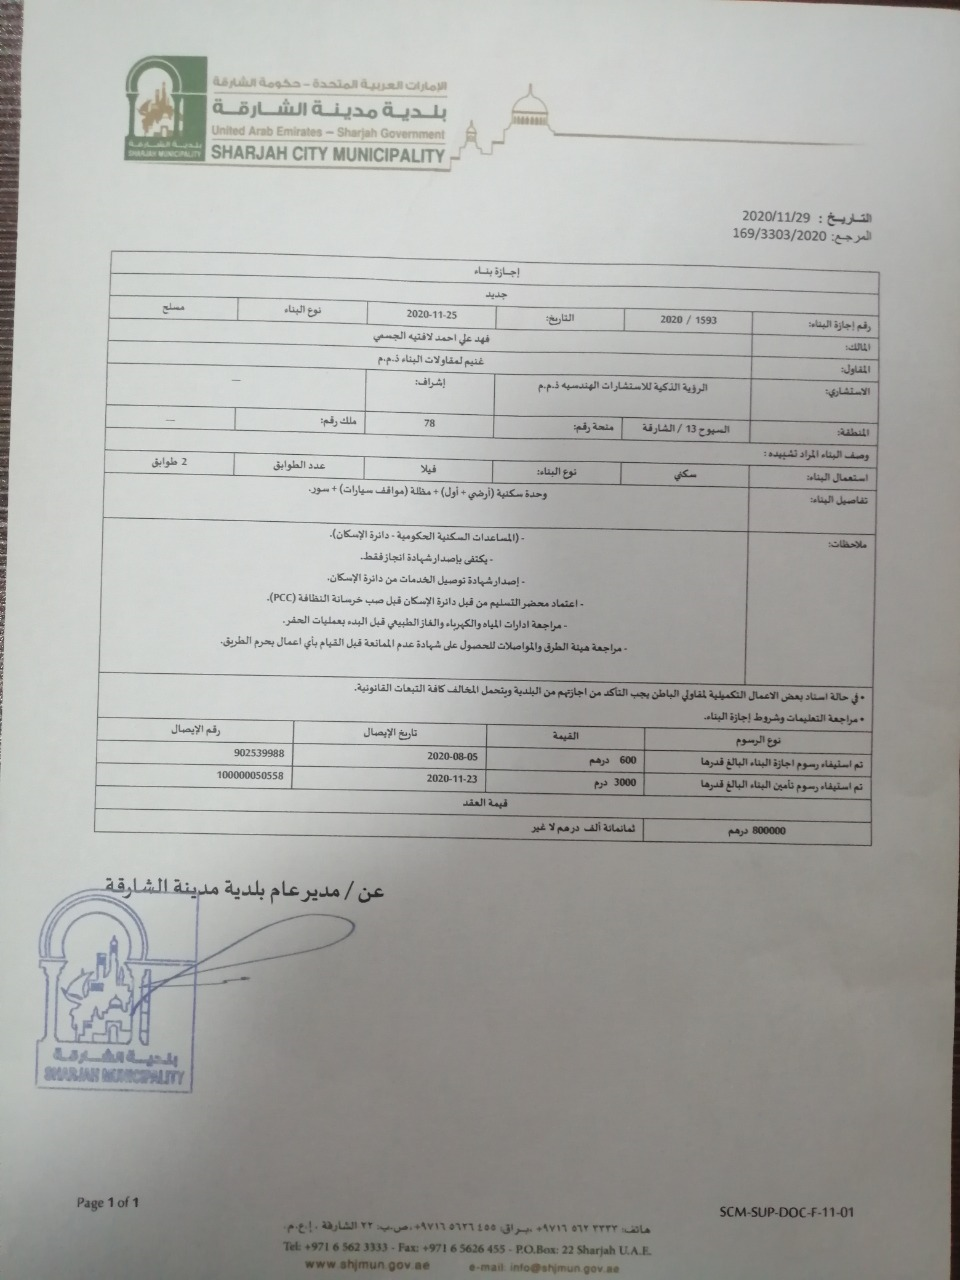 الإمارات العربية المتحدة - حكومة الشارقة
بلدية مدينة الشارقة
United Arab Emirates – Sharjah Government
SHARJAH CITY MUNICIPALITY
بلدية الشارقة
SHARJAH MUNICIPALITY
التاريخ : 2020/11/29
المرجع: 169/3303/2020
إجازة بناء
جديد
رقم إجازة البناء: 1593 / 2020 التاريخ: 2020-11-25 نوع البناء مسلح
المالك: فهد علي احمد لافتيه الجسمي
المقاول: غنيم لمقاولات البناء ذ.م.م
الاستشاري: الرؤية الذكية للاستشارات الهندسيه ذ.م.م إشراف: —
المنطقة: السيوح 13 / الشارقة منحة رقم: 78 ملك رقم: —
وصف البناء المراد تشييده :
استعمال البناء: سكني نوع البناء: فيلا عدد الطوابق 2 طوابق
تفاصيل البناء: وحدة سكنية (أرضي + أول) + مظلة (مواقف سيارات) + سور.
ملاحظات: - (المساعدات السكنية الحكومية - دائرة الإسكان).
- يكتفى بإصدار شهادة انجاز فقط.
- إصدار شهادة توصيل الخدمات من دائرة الإسكان.
- اعتماد محضر التسليم من قبل دائرة الإسكان قبل صب خرسانة النظافة (PCC).
- مراجعة ادارات المياه والكهرباء والغاز الطبيعي قبل البدء بعمليات الحفر.
- مراجعة هيئة الطرق والمواصلات للحصول على شهادة عدم الممانعة قبل القيام بأي اعمال بحرم الطريق.
• في حالة اسناد بعض الاعمال التكميلية لمقاولي الباطن يجب التأكد من اجازتهم من البلدية ويتحمل المخالف كافة التبعات القانونية.
• مراجعة التعليمات وشروط إجازة البناء.
نوع الرسوم القيمة تاريخ الإيصال رقم الإيصال
تم استيفاء رسوم اجازة البناء البالغ قدرها 600 درهم 2020-08-05 902539988
تم استيفاء رسوم تأمين البناء البالغ قدرها 3000 درم 2020-11-23 100000050558
قيمة العقد
800000 درهم ثمانمائة ألف درهم لا غير
عن / مدير عام بلدية مدينة الشارقة
بلدية الشارقة
SHARJAH MUNICIPALITY
Page 1 of 1
SCM-SUP-DOC-F-11-01
هاتف: ٣٣٣٣ ٥٦٢ ٩٧١٦+ ,براق: ٤٥٥ ٥٦٢٦ ٩٧١٦+,ص.ب: ٢٢ الشارقة . إ.ع.م.
Tel: +971 6 562 3333 - Fax: +971 6 5626 455 - P.O.Box: 22 Sharjah U.A.E.
www.shjmun.gov.ae e-mail: info@shjmun.gov.ae